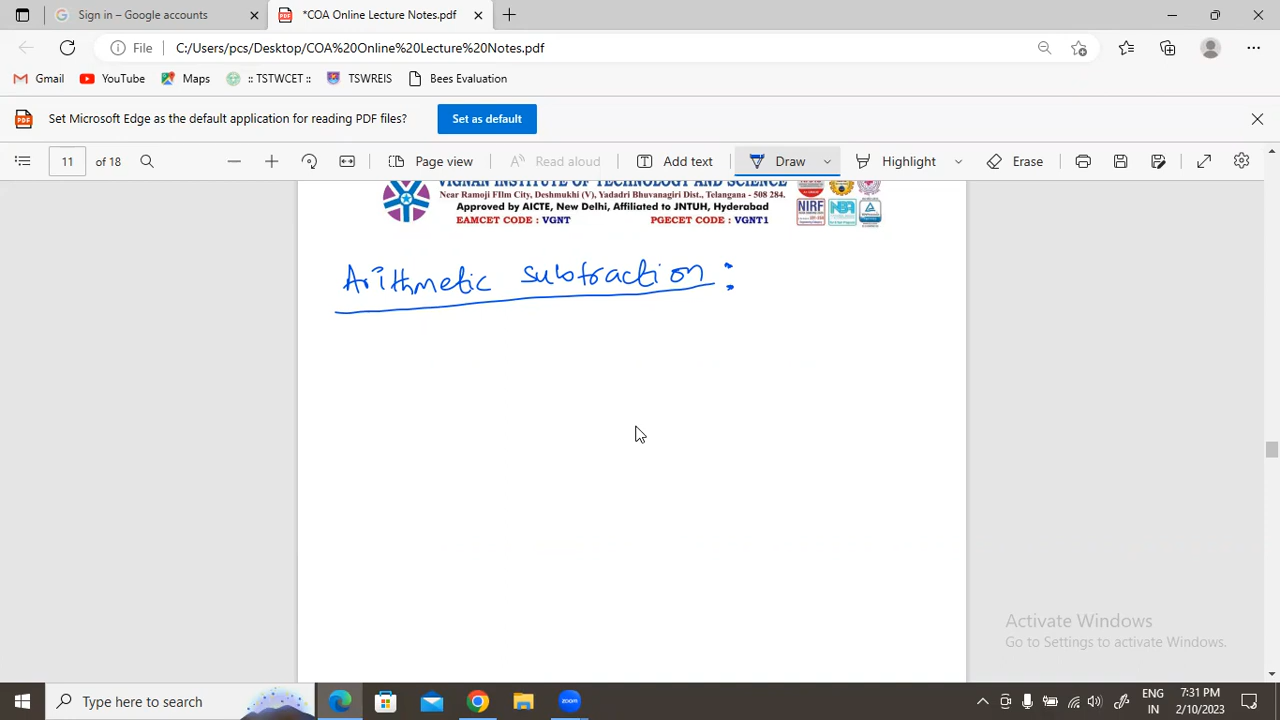 Sign in – Google accounts
*COA Online Lecture Notes.pdf
File C:/Users/pcs/Desktop/COA%20Online%20Lecture%20Notes.pdf
Gmail YouTube Maps :: TSTWCET :: TSWREIS Bees Evaluation
Set Microsoft Edge as the default application for reading PDF files? Set as default
11 of 18 Page view Read aloud Add text Draw Highlight Erase
VIGNAN INSTITUTE OF TECHNOLOGY AND SCIENCE
Near Ramoji FIlm City, Deshmukhi (V), Yadadri Bhuvanagiri Dist., Telangana - 508 284.
Approved by AICTE, New Delhi, Affiliated to JNTUH, Hyderabad
EAMCET CODE : VGNT PGECET CODE : VGNT1
NIRF NBA
Arithmetic subtraction :
Activate Windows
Go to Settings to activate Windows.
Type here to search
zoom
ENG
IN
7:31 PM
2/10/2023